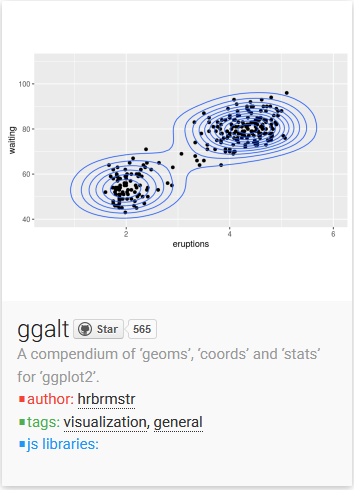 100
80
60
40
waiting
2
4
6
eruptions
ggalt Star 565
A compendium of 'geoms', 'coords' and 'stats'
for 'ggplot2'.
author: hrbrmstr
tags: visualization, general
js libraries: